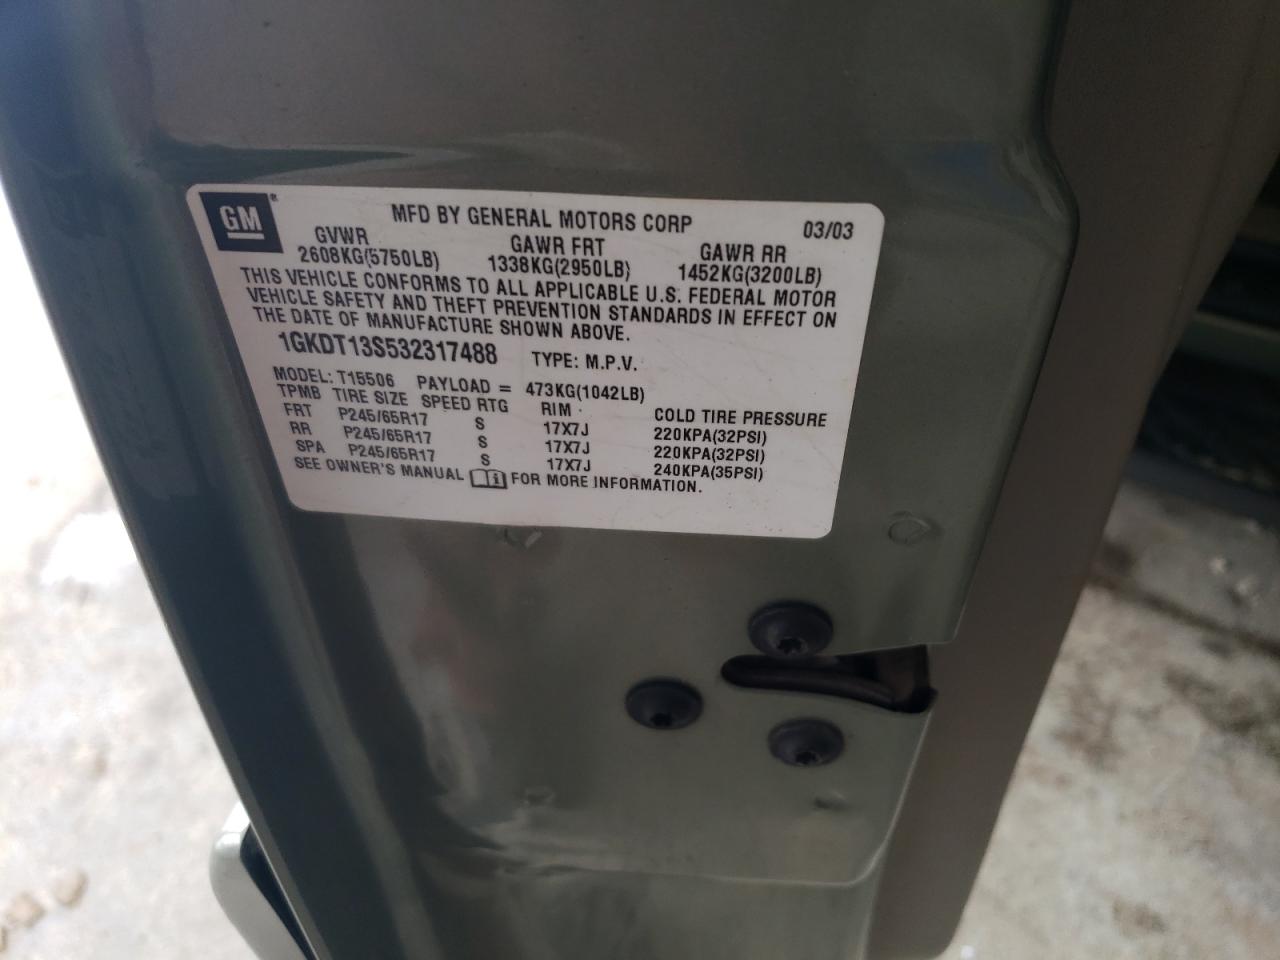 GM ® MFD BY GENERAL MOTORS CORP 03/03
GVWR GAWR FRT GAWR RR
2608KG(5750LB) 1338KG(2950LB) 1452KG(3200LB)
THIS VEHICLE CONFORMS TO ALL APPLICABLE U.S. FEDERAL MOTOR
VEHICLE SAFETY AND THEFT PREVENTION STANDARDS IN EFFECT ON
THE DATE OF MANUFACTURE SHOWN ABOVE.
1GKDT13S532317488 TYPE: M.P.V.
MODEL: T15506 PAYLOAD = 473KG(1042LB)
TPMB TIRE SIZE SPEED RTG RIM COLD TIRE PRESSURE
FRT P245/65R17 S 17X7J 220KPA(32PSI)
RR P245/65R17 S 17X7J 220KPA(32PSI)
SPA P245/65R17 S 17X7J 240KPA(35PSI)
SEE OWNER'S MANUAL i FOR MORE INFORMATION.